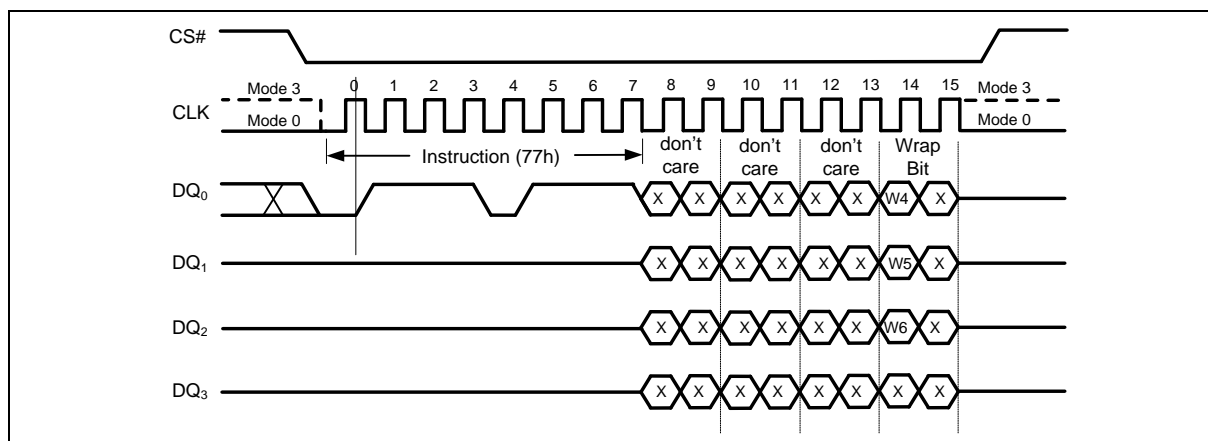 CS#
Mode 3 0 1 2 3 4 5 6 7 8 9 10 11 12 13 14 15 Mode 3
CLK
Mode 0 Mode 0
Instruction (77h) don't care don't care don't care Wrap Bit
DQ0 X X X X X X W4 X
DQ1 X X X X X X W5 X
DQ2 X X X X X X W6 X
DQ3 X X X X X X X X